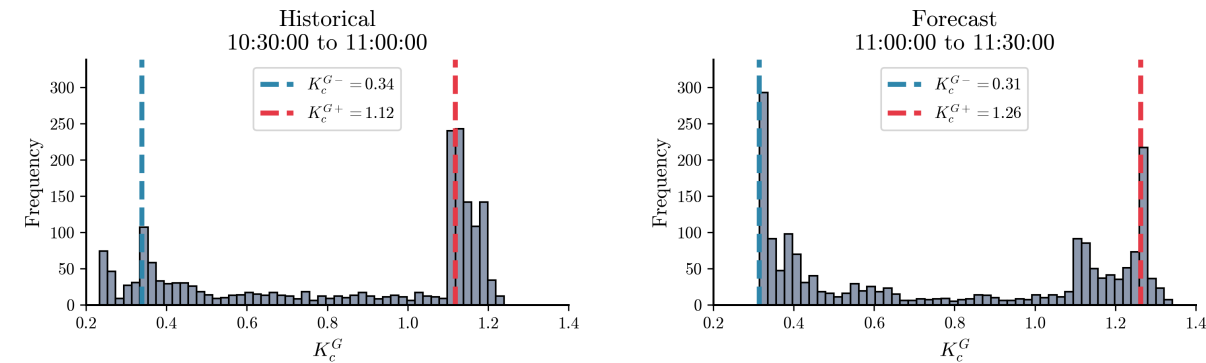 Historical
10:30:00 to 11:00:00
K_c^{G-} = 0.34
K_c^{G+} = 1.12
Frequency
300
250
200
150
100
50
0
0.2 0.4 0.6 0.8 1.0 1.2 1.4
K_c^G
Forecast
11:00:00 to 11:30:00
K_c^{G-} = 0.31
K_c^{G+} = 1.26
Frequency
300
250
200
150
100
50
0
0.2 0.4 0.6 0.8 1.0 1.2 1.4
K_c^G